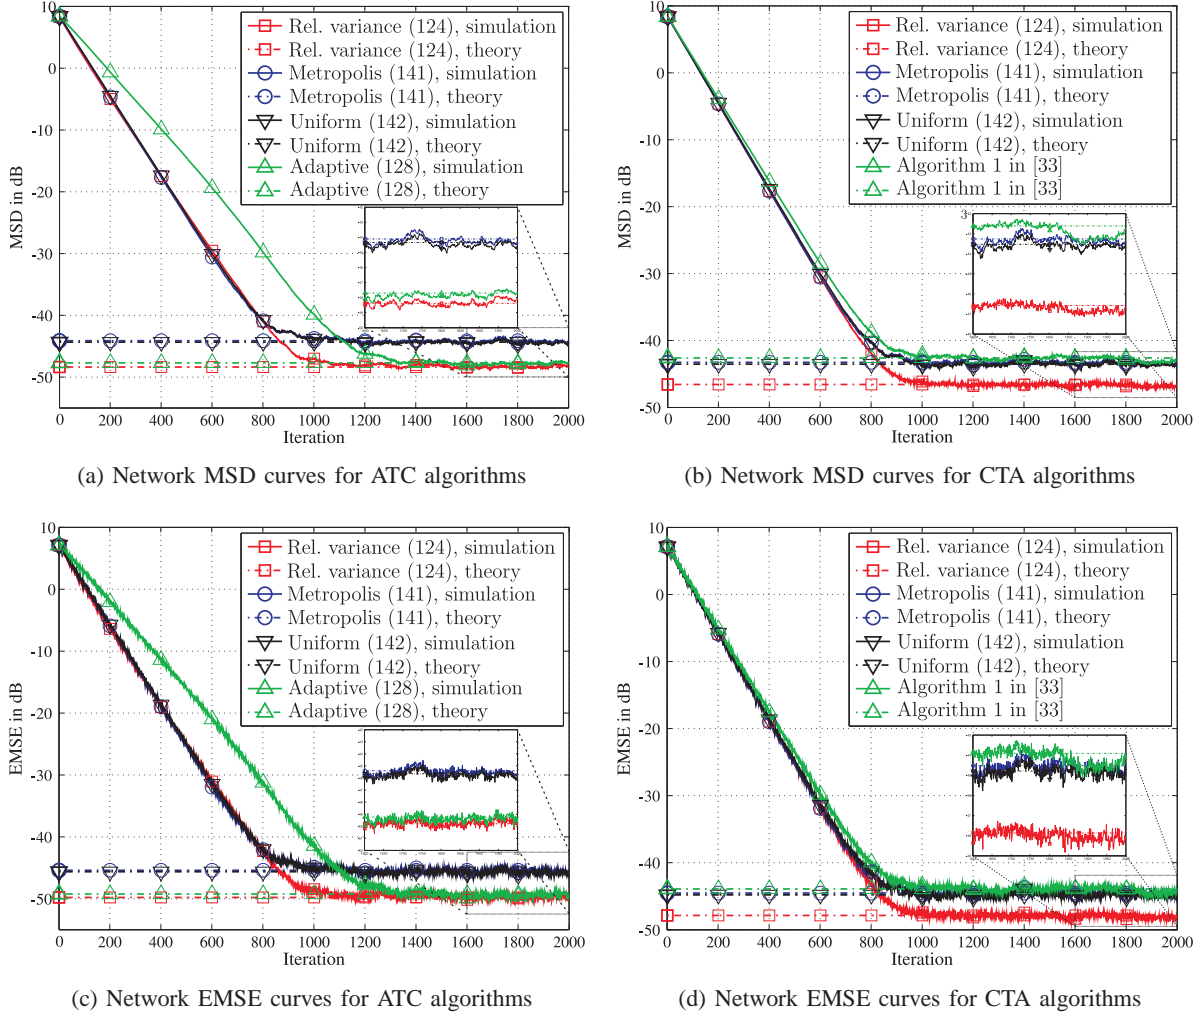 10
0
-10
-20
-30
-40
-50
MSD in dB
0 200 400 600 800 1000 1200 1400 1600 1800 2000
Iteration
Rel. variance (124), simulation
Rel. variance (124), theory
Metropolis (141), simulation
Metropolis (141), theory
Uniform (142), simulation
Uniform (142), theory
Adaptive (128), simulation
Adaptive (128), theory
(a) Network MSD curves for ATC algorithms
10
0
-10
-20
-30
-40
-50
MSD in dB
0 200 400 600 800 1000 1200 1400 1600 1800 2000
Iteration
Rel. variance (124), simulation
Rel. variance (124), theory
Metropolis (141), simulation
Metropolis (141), theory
Uniform (142), simulation
Uniform (142), theory
Algorithm 1 in [33]
Algorithm 1 in [33]
(b) Network MSD curves for CTA algorithms
10
0
-10
-20
-30
-40
-50
EMSE in dB
0 200 400 600 800 1000 1200 1400 1600 1800 2000
Iteration
Rel. variance (124), simulation
Rel. variance (124), theory
Metropolis (141), simulation
Metropolis (141), theory
Uniform (142), simulation
Uniform (142), theory
Adaptive (128), simulation
Adaptive (128), theory
(c) Network EMSE curves for ATC algorithms
10
0
-10
-20
-30
-40
-50
EMSE in dB
0 200 400 600 800 1000 1200 1400 1600 1800 2000
Iteration
Rel. variance (124), simulation
Rel. variance (124), theory
Metropolis (141), simulation
Metropolis (141), theory
Uniform (142), simulation
Uniform (142), theory
Algorithm 1 in [33]
Algorithm 1 in [33]
(d) Network EMSE curves for CTA algorithms